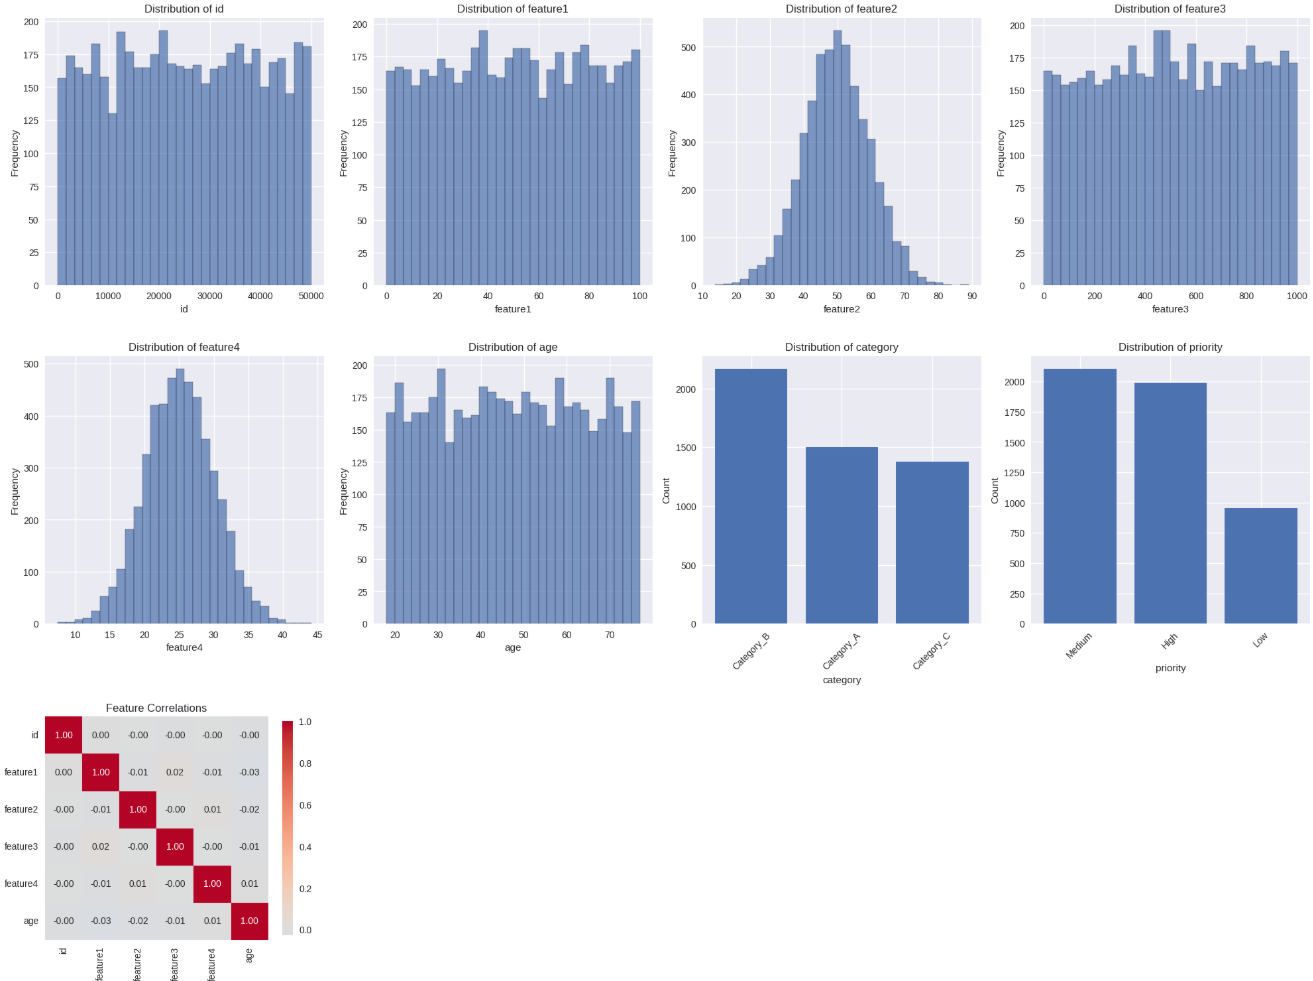 Distribution of id
200
175
150
125
100
75
50
25
0
Frequency
0 10000 20000 30000 40000 50000
id
Distribution of feature1
200
175
150
125
100
75
50
25
0
Frequency
0 20 40 60 80 100
feature1
Distribution of feature2
500
400
300
200
100
0
Frequency
10 20 30 40 50 60 70 80 90
feature2
Distribution of feature3
200
175
150
125
100
75
50
25
0
Frequency
0 200 400 600 800 1000
feature3
Distribution of feature4
500
400
300
200
100
0
Frequency
10 15 20 25 30 35 40 45
feature4
Distribution of age
200
175
150
125
100
75
50
25
0
Frequency
20 30 40 50 60 70
age
Distribution of category
2000
1500
1000
500
0
Count
Category_B Category_A Category_C
category
Distribution of priority
2000
1750
1500
1250
1000
750
500
250
0
Count
Medium High Low
priority
Feature Correlations
id 1.00 0.00 -0.00 -0.00 -0.00 -0.00
feature1 0.00 1.00 -0.01 0.02 -0.01 -0.03
feature2 -0.00 -0.01 1.00 -0.00 0.01 -0.02
feature3 -0.00 0.02 -0.00 1.00 -0.00 -0.01
feature4 -0.00 -0.01 0.01 -0.00 1.00 0.01
age -0.00 -0.03 -0.02 -0.01 0.01 1.00
id feature1 feature2 feature3 feature4 age
1.0
0.8
0.6
0.4
0.2
0.0